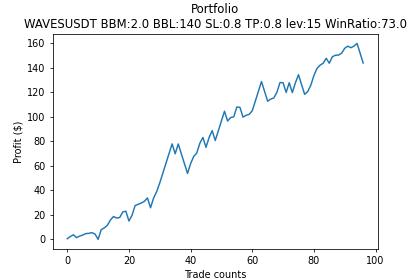 Portfolio
WAVESUSDT BBM:2.0 BBL:140 SL:0.8 TP:0.8 lev:15 WinRatio:73.0
160
140
120
100
80
60
40
20
0
Profit ($)
0 20 40 60 80 100
Trade counts